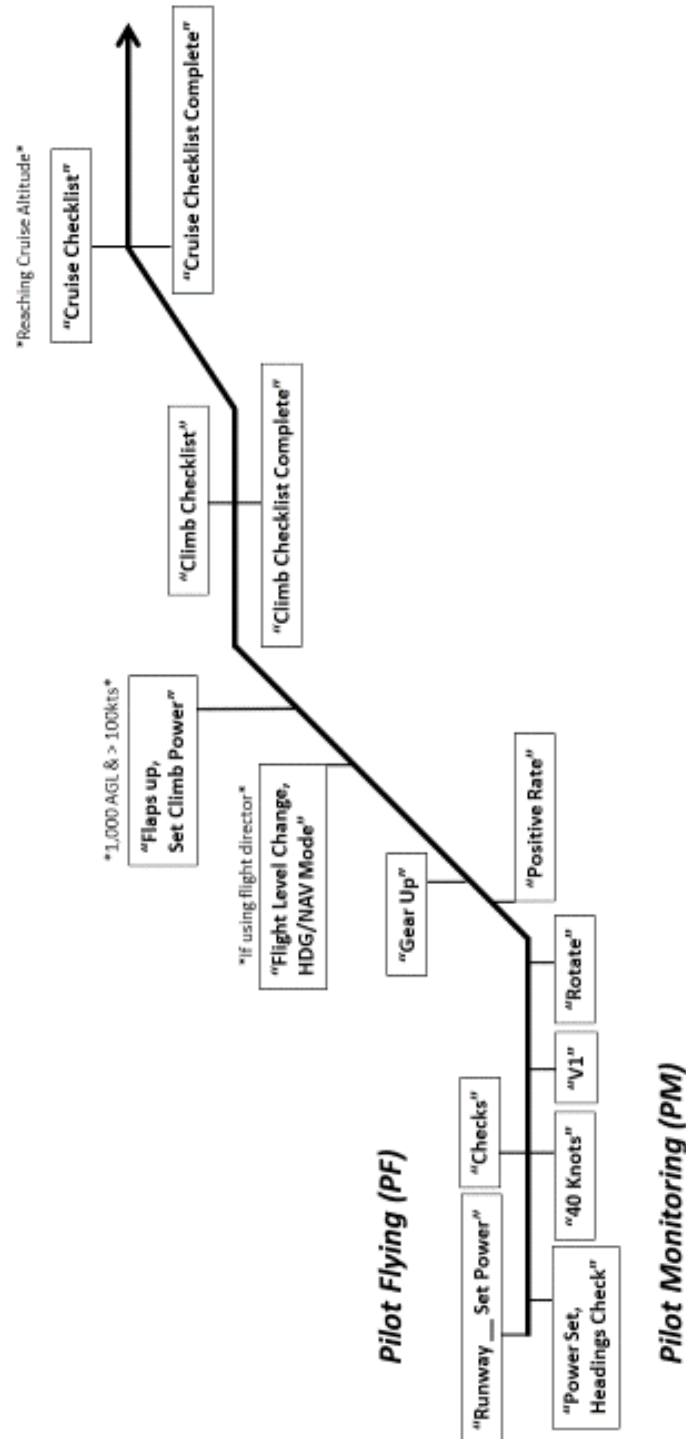 *Reaching Cruise Altitude*
“Cruise Checklist”
“Cruise Checklist Complete”
“Climb Checklist”
“Climb Checklist Complete”
*1,000 AGL & > 100kts*
“Flaps up,
Set Climb Power”
*If using flight director*
“Flight Level Change,
HDG/NAV Mode”
“Gear Up”
“Positive Rate”
Pilot Flying (PF)
“Runway __ Set Power”
“Checks”
“Power Set,
Headings Check”
“40 Knots”
“V1”
“Rotate”
Pilot Monitoring (PM)